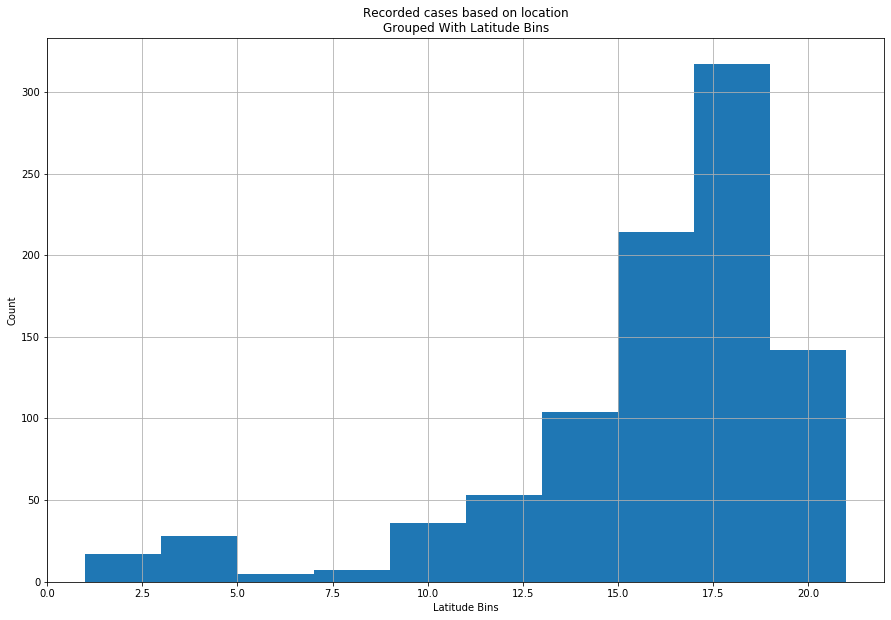 Recorded cases based on location
Grouped With Latitude Bins
300
250
200
150
100
50
0
Count
0.0 2.5 5.0 7.5 10.0 12.5 15.0 17.5 20.0
Latitude Bins